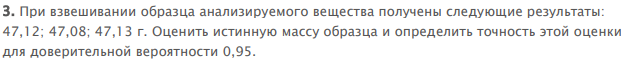 3. При взвешивании образца анализируемого вещества получены следующие результаты:
47,12; 47,08; 47,13 г. Оценить истинную массу образца и определить точность этой оценки
для доверительной вероятности 0,95.